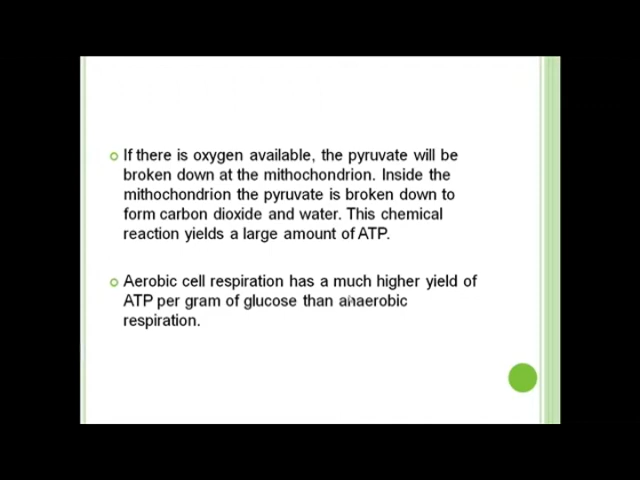 If there is oxygen available, the pyruvate will be
broken down at the mithochondrion. Inside the
mithochondrion the pyruvate is broken down to
form carbon dioxide and water. This chemical
reaction yields a large amount of ATP.
Aerobic cell respiration has a much higher yield of
ATP per gram of glucose than anaerobic
respiration.